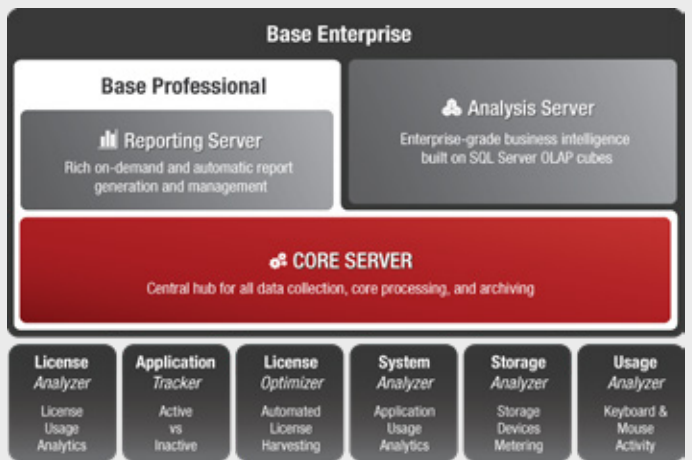 Base Enterprise
Base Professional
Reporting Server
Rich on-demand and automatic report
generation and management
Analysis Server
Enterprise-grade business intelligence
built on SQL Server OLAP cubes
CORE SERVER
Central hub for all data collection, core processing, and archiving
License
Analyzer
License
Usage
Analytics
Application
Tracker
Active
vs
Inactive
License
Optimizer
Automated
License
Harvesting
System
Analyzer
Application
Usage
Analytics
Storage
Analyzer
Storage
Devices
Metering
Usage
Analyzer
Keyboard &
Mouse
Activity